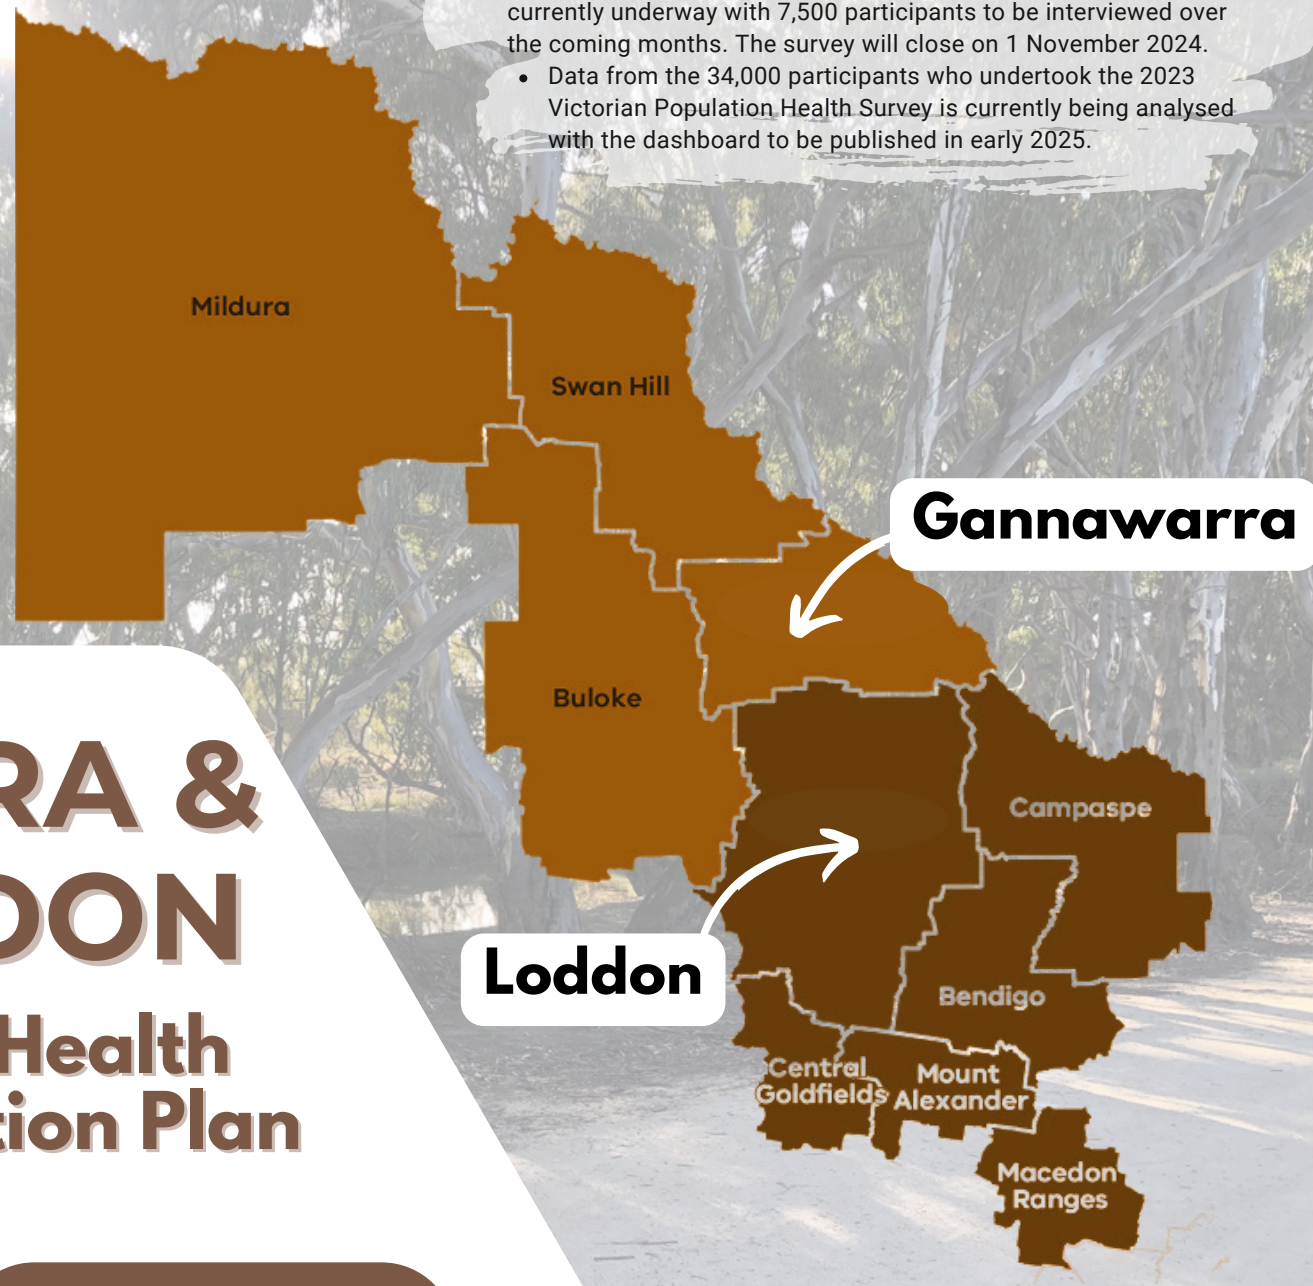 currently underway with 7,500 participants to be interviewed over
the coming months. The survey will close on 1 November 2024.
• Data from the 34,000 participants who undertook the 2023
Victorian Population Health Survey is currently being analysed
with the dashboard to be published in early 2025.
Mildura
Swan Hill
Gannawarra
Buloke
RA &
DON
Health
tion Plan
Campaspe
Loddon
Bendigo
Central
Goldfields
Mount
Alexander
Macedon
Ranges